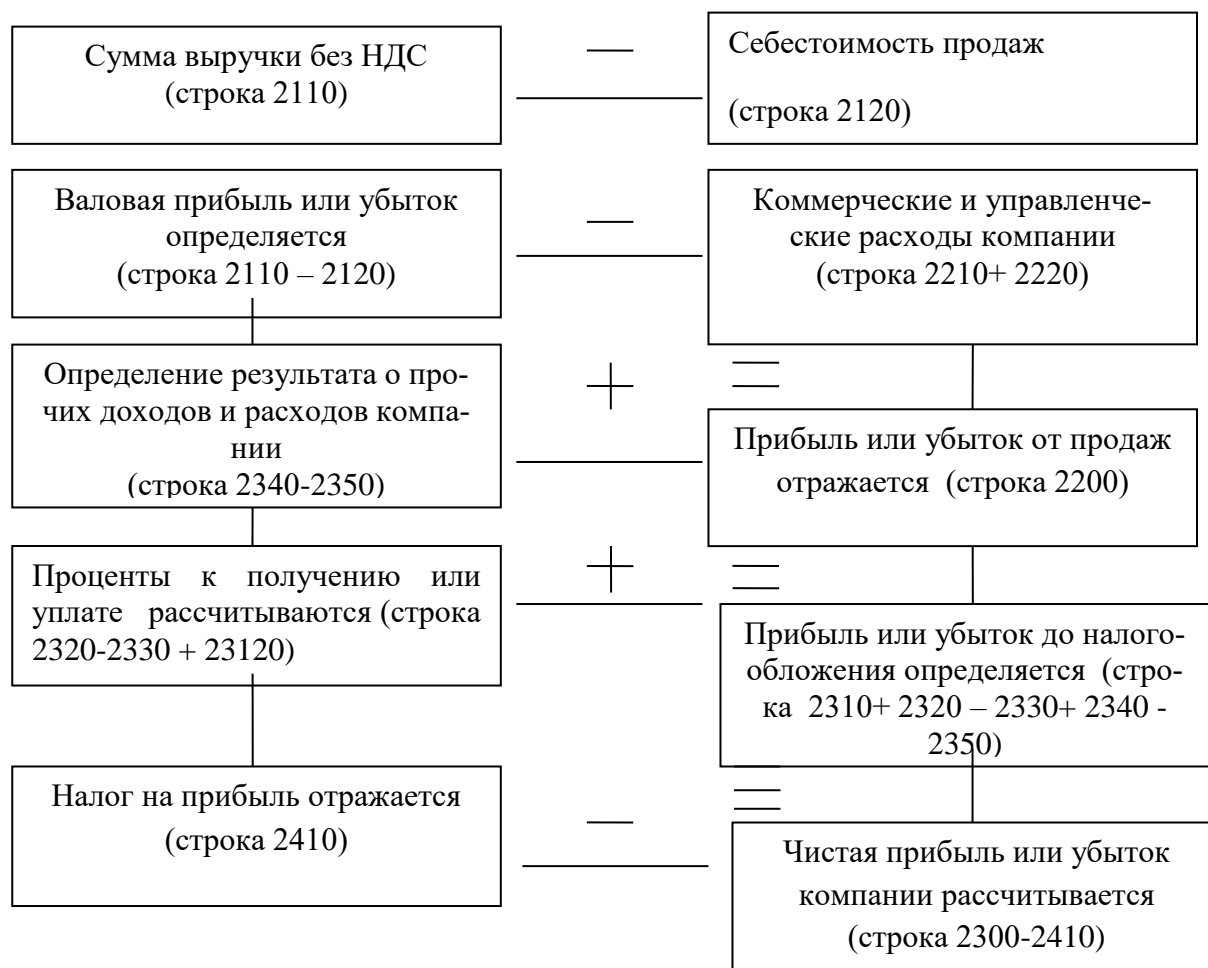 Сумма выручки без НДС
(строка 2110)
—
Себестоимость продаж
(строка 2120)
Валовая прибыль или убыток
определяется
(строка 2110 – 2120)
—
Коммерческие и управленче-
ские расходы компании
(строка 2210+ 2220)
Определение результата о про-
чих доходов и расходов компа-
нии
(строка 2340-2350)
+
=
Прибыль или убыток от продаж
отражается (строка 2200)
Проценты к получению или
уплате рассчитываются (строка
2320-2330 + 23120)
+
=
Прибыль или убыток до налого-
обложения определяется (стро-
ка 2310+ 2320 – 2330+ 2340 -
2350)
Налог на прибыль отражается
(строка 2410)
—
=
Чистая прибыль или убыток
компании рассчитывается
(строка 2300-2410)